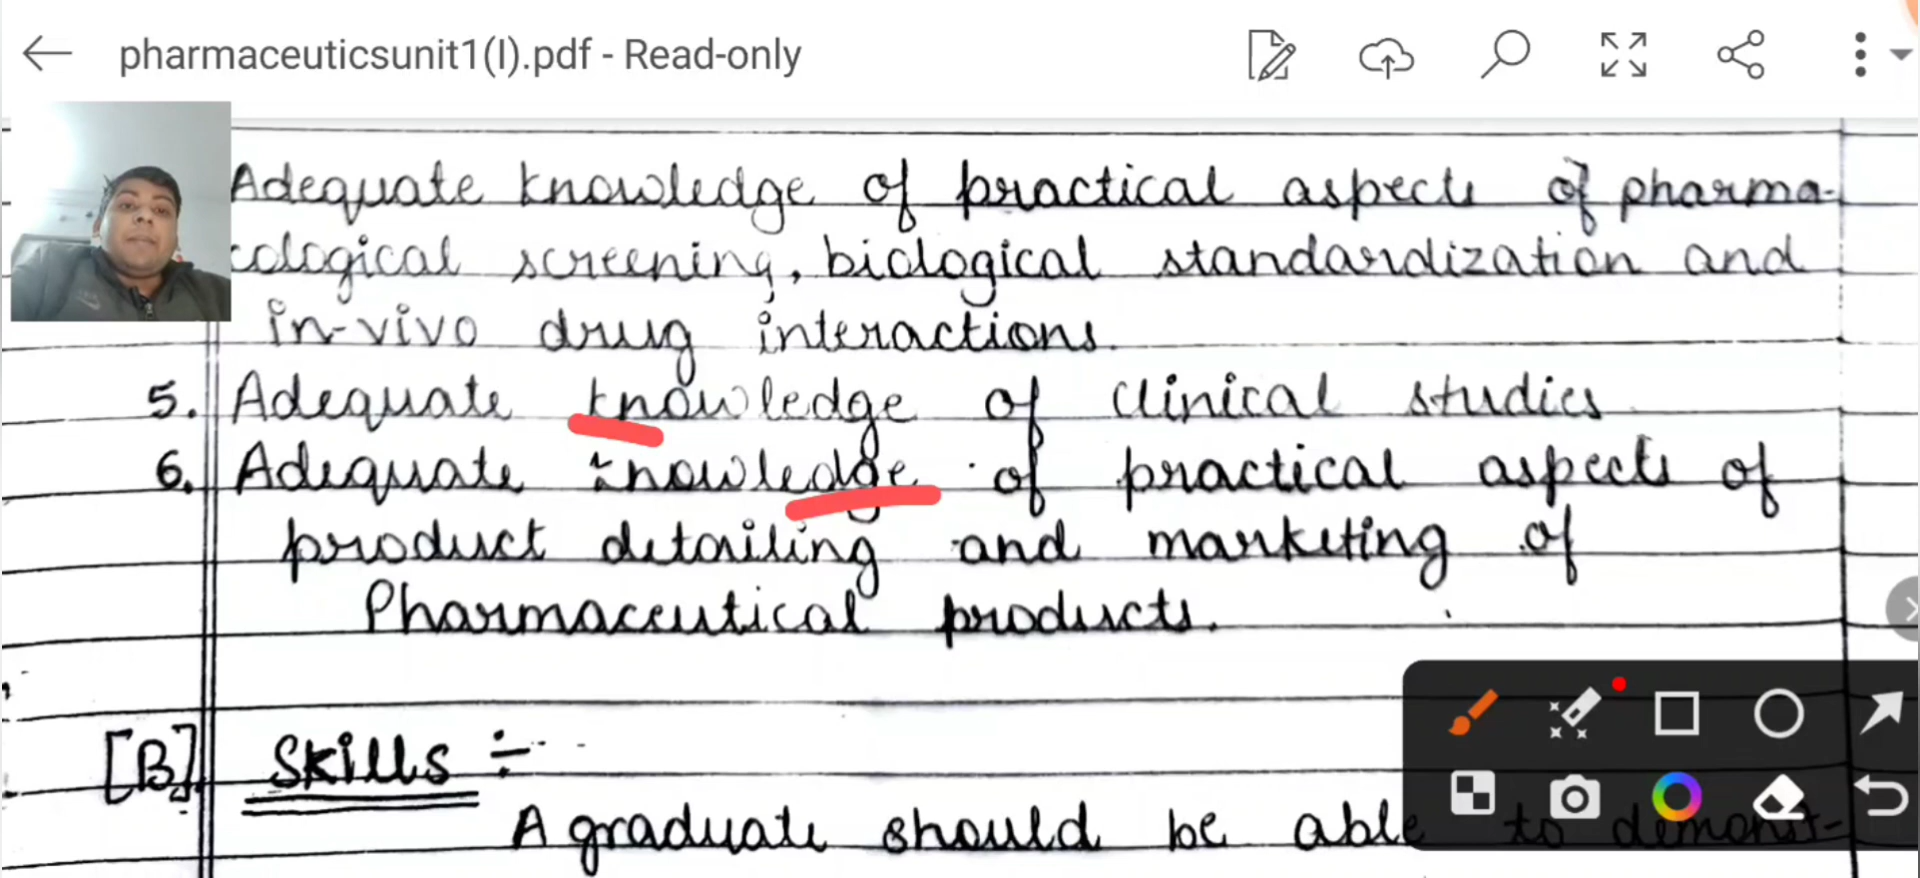 pharmaceuticsunit1(I).pdf - Read-only
Adequate knowledge of practical aspects of pharma-
cological screening, biological standardization and
in-vivo drug interactions.
5. Adequate knowledge of clinical studies
6. Adequate knowledge of practical aspects of
product detailing and marketing of
Pharmaceutical products.
[B] Skills :-
A graduate should be able to demonst-